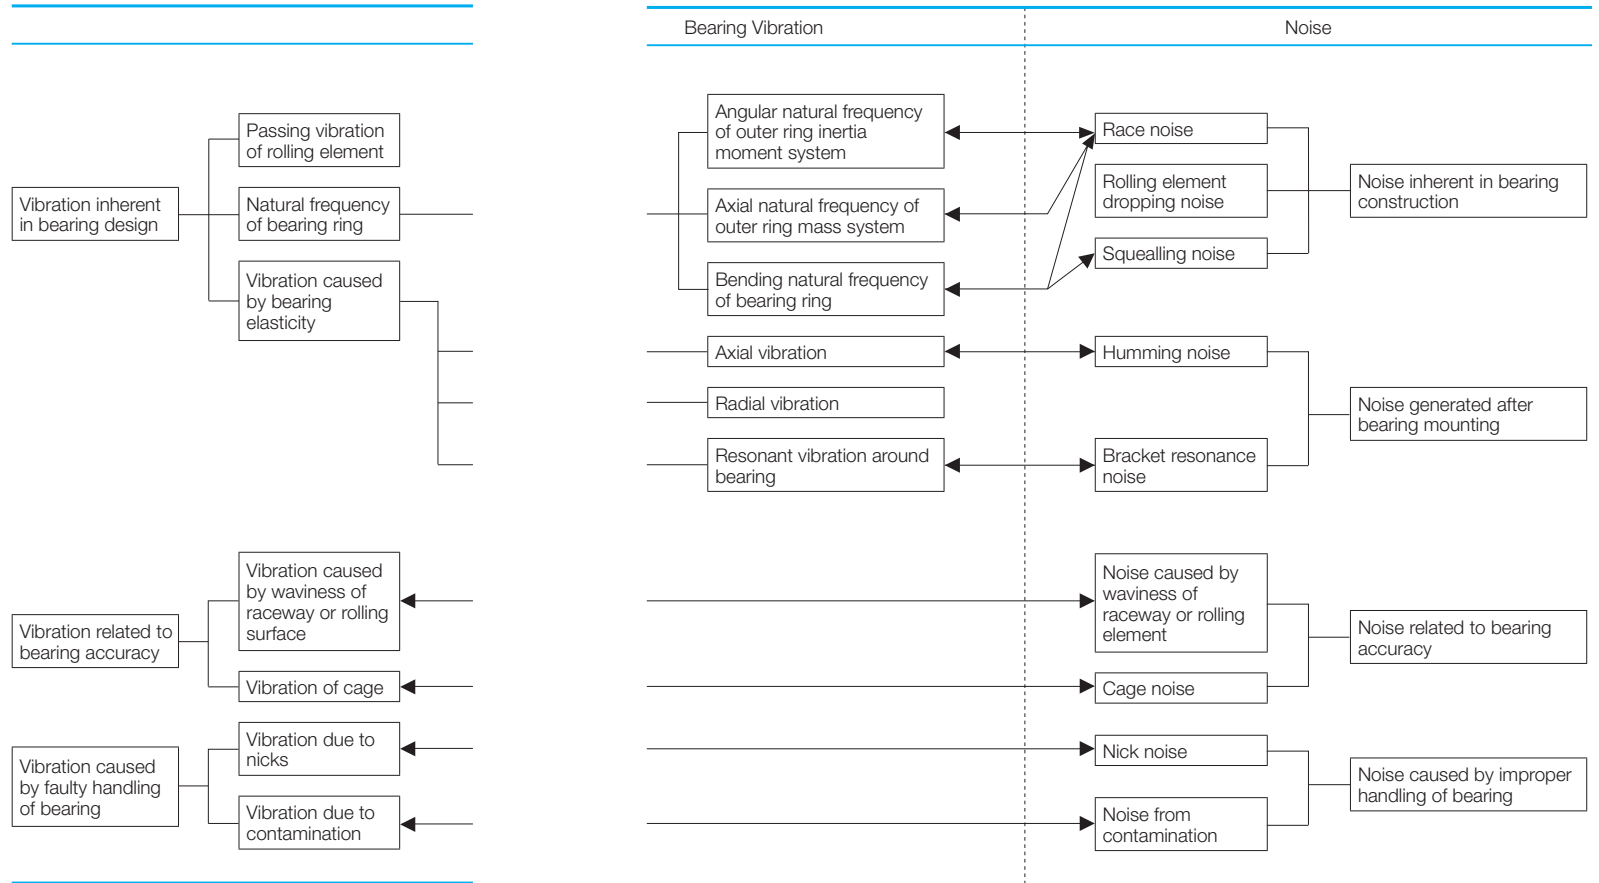 Bearing Vibration
Noise
Vibration inherent
in bearing design
Passing vibration
of rolling element
Natural frequency
of bearing ring
Vibration caused
by bearing
elasticity
Angular natural frequency
of outer ring inertia
moment system
Axial natural frequency of
outer ring mass system
Bending natural frequency
of bearing ring
Axial vibration
Radial vibration
Resonant vibration around
bearing
Race noise
Rolling element
dropping noise
Squealling noise
Humming noise
Bracket resonance
noise
Noise inherent in bearing
construction
Noise generated after
bearing mounting
Vibration related to
bearing accuracy
Vibration caused
by waviness of
raceway or rolling
surface
Vibration of cage
Noise caused by
waviness of
raceway or rolling
element
Cage noise
Noise related to bearing
accuracy
Vibration caused
by faulty handling
of bearing
Vibration due to
nicks
Vibration due to
contamination
Nick noise
Noise from
contamination
Noise caused by improper
handling of bearing